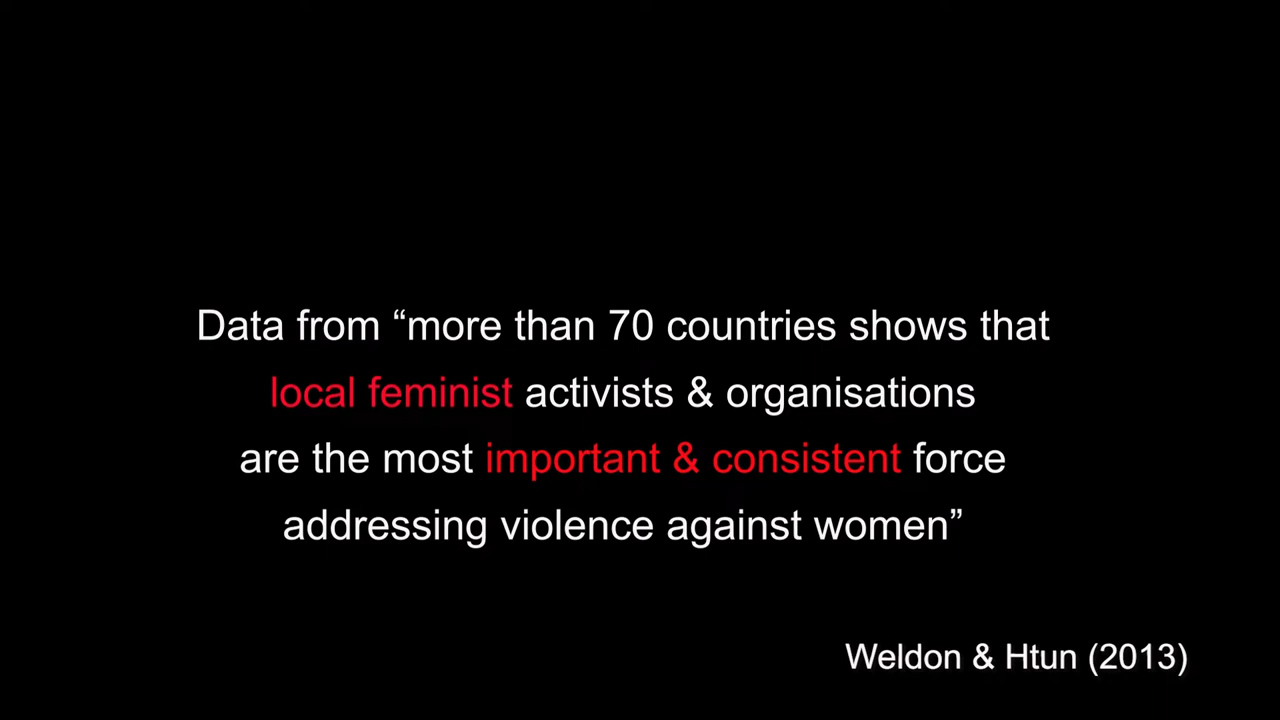 Data from “more than 70 countries shows that
local feminist activists & organisations
are the most important & consistent force
addressing violence against women”
Weldon & Htun (2013)